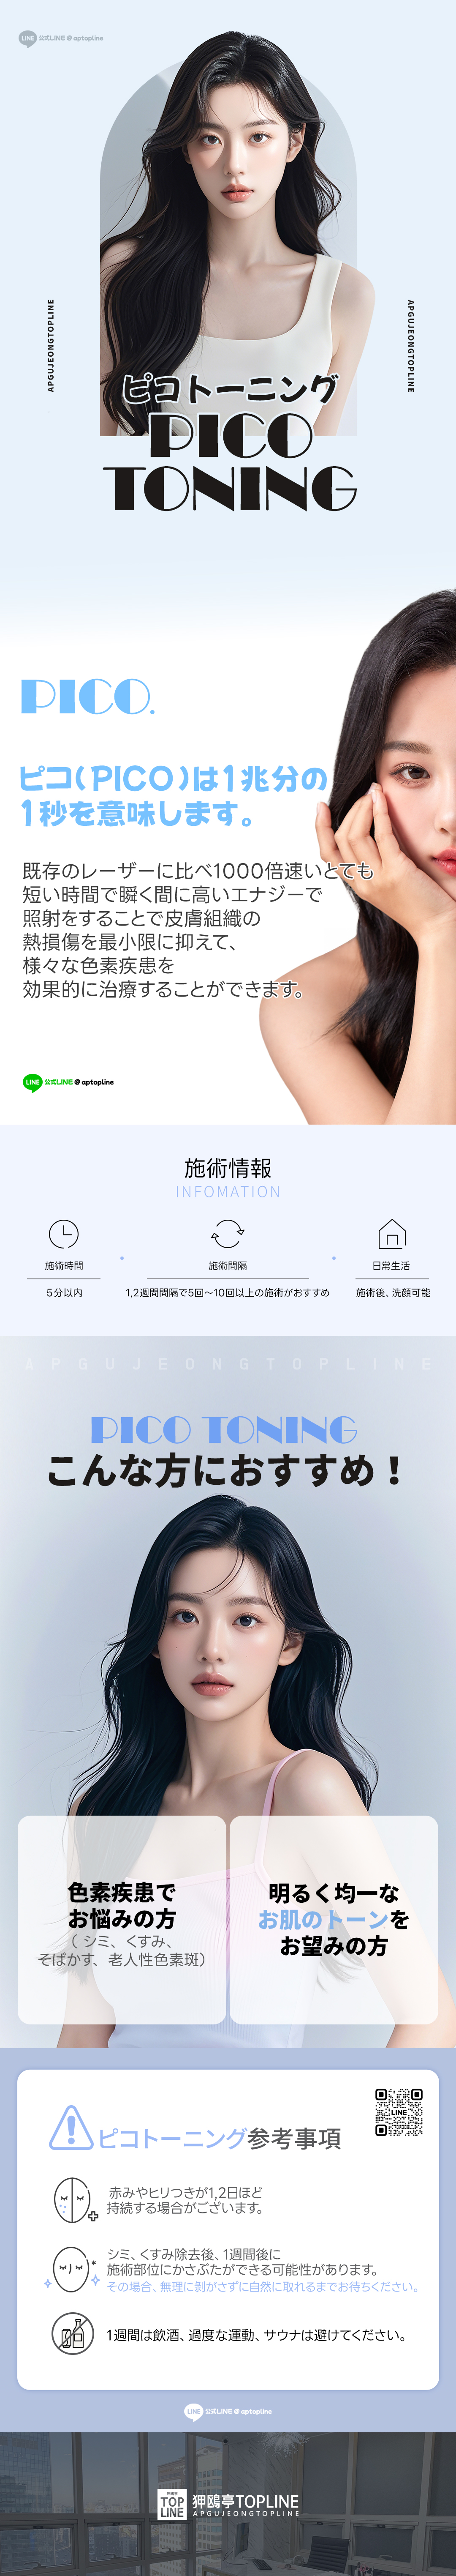 LINE 公式LINE @ aptopline
APGUJEONGTOPLINE
APGUJEONGTOPLINE
ピコトーニング
PICO
TONING
PICO.
ピコ(PICO)は1兆分の
1秒を意味します。
既存のレーザーに比べ1000倍速いとても
短い時間で瞬く間に高いエナジーで
照射をすることで皮膚組織の
熱損傷を最小限に抑えて、
様々な色素疾患を
効果的に治療することができます。
LINE 公式LINE @ aptopline
施術情報
INFOMATION
施術時間
5分以内
施術間隔
1,2週間間隔で5回～10回以上の施術がおすすめ
日常生活
施術後、洗顔可能
APGUJEONGTOPLINE
PICO TONING
こんな方におすすめ！
色素疾患で
お悩みの方
（ シミ、くすみ、
そばかす、老人性色素斑）
明るく均一な
お肌のトーンを
お望みの方
LINE
ピコトーニング参考事項
赤みやヒリつきが1,2日ほど
持続する場合がございます。
シミ、くすみ除去後、1週間後に
施術部位にかさぶたができる可能性があります。
その場合、無理に剝がさずに自然に取れるまでお待ちください。
1週間は飲酒、過度な運動、サウナは避けてください。
LINE 公式LINE @ aptopline
TOP
LINE
狎鴎亭TOPLINE
APGUJEONGTOPLINE